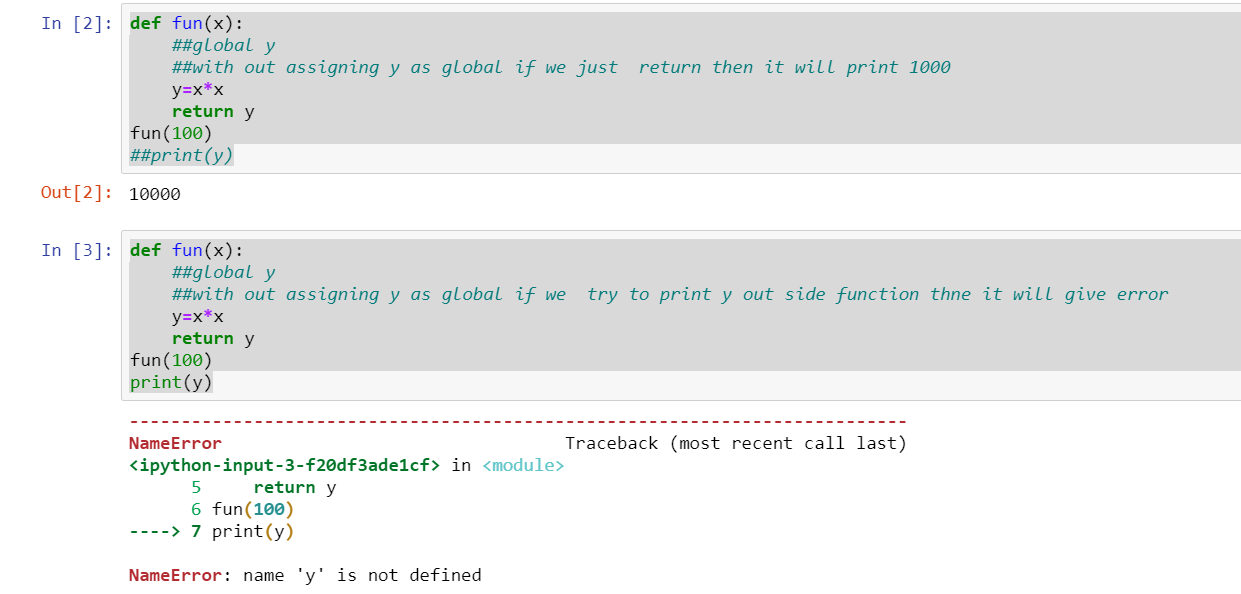 In [2]: def fun(x):
##global y
##with out assigning y as global if we just  return then it will print 1000
y=x*x
return y
fun(100)
##print(y)
Out[2]: 10000
In [3]: def fun(x):
##global y
##with out assigning y as global if we  try to print y out side function thne it will give error
y=x*x
return y
fun(100)
print(y)
---------------------------------------------------------------------------
NameError                                 Traceback (most recent call last)
<ipython-input-3-f20df3ade1cf> in <module>
5     return y
6 fun(100)
----> 7 print(y)
NameError: name 'y' is not defined